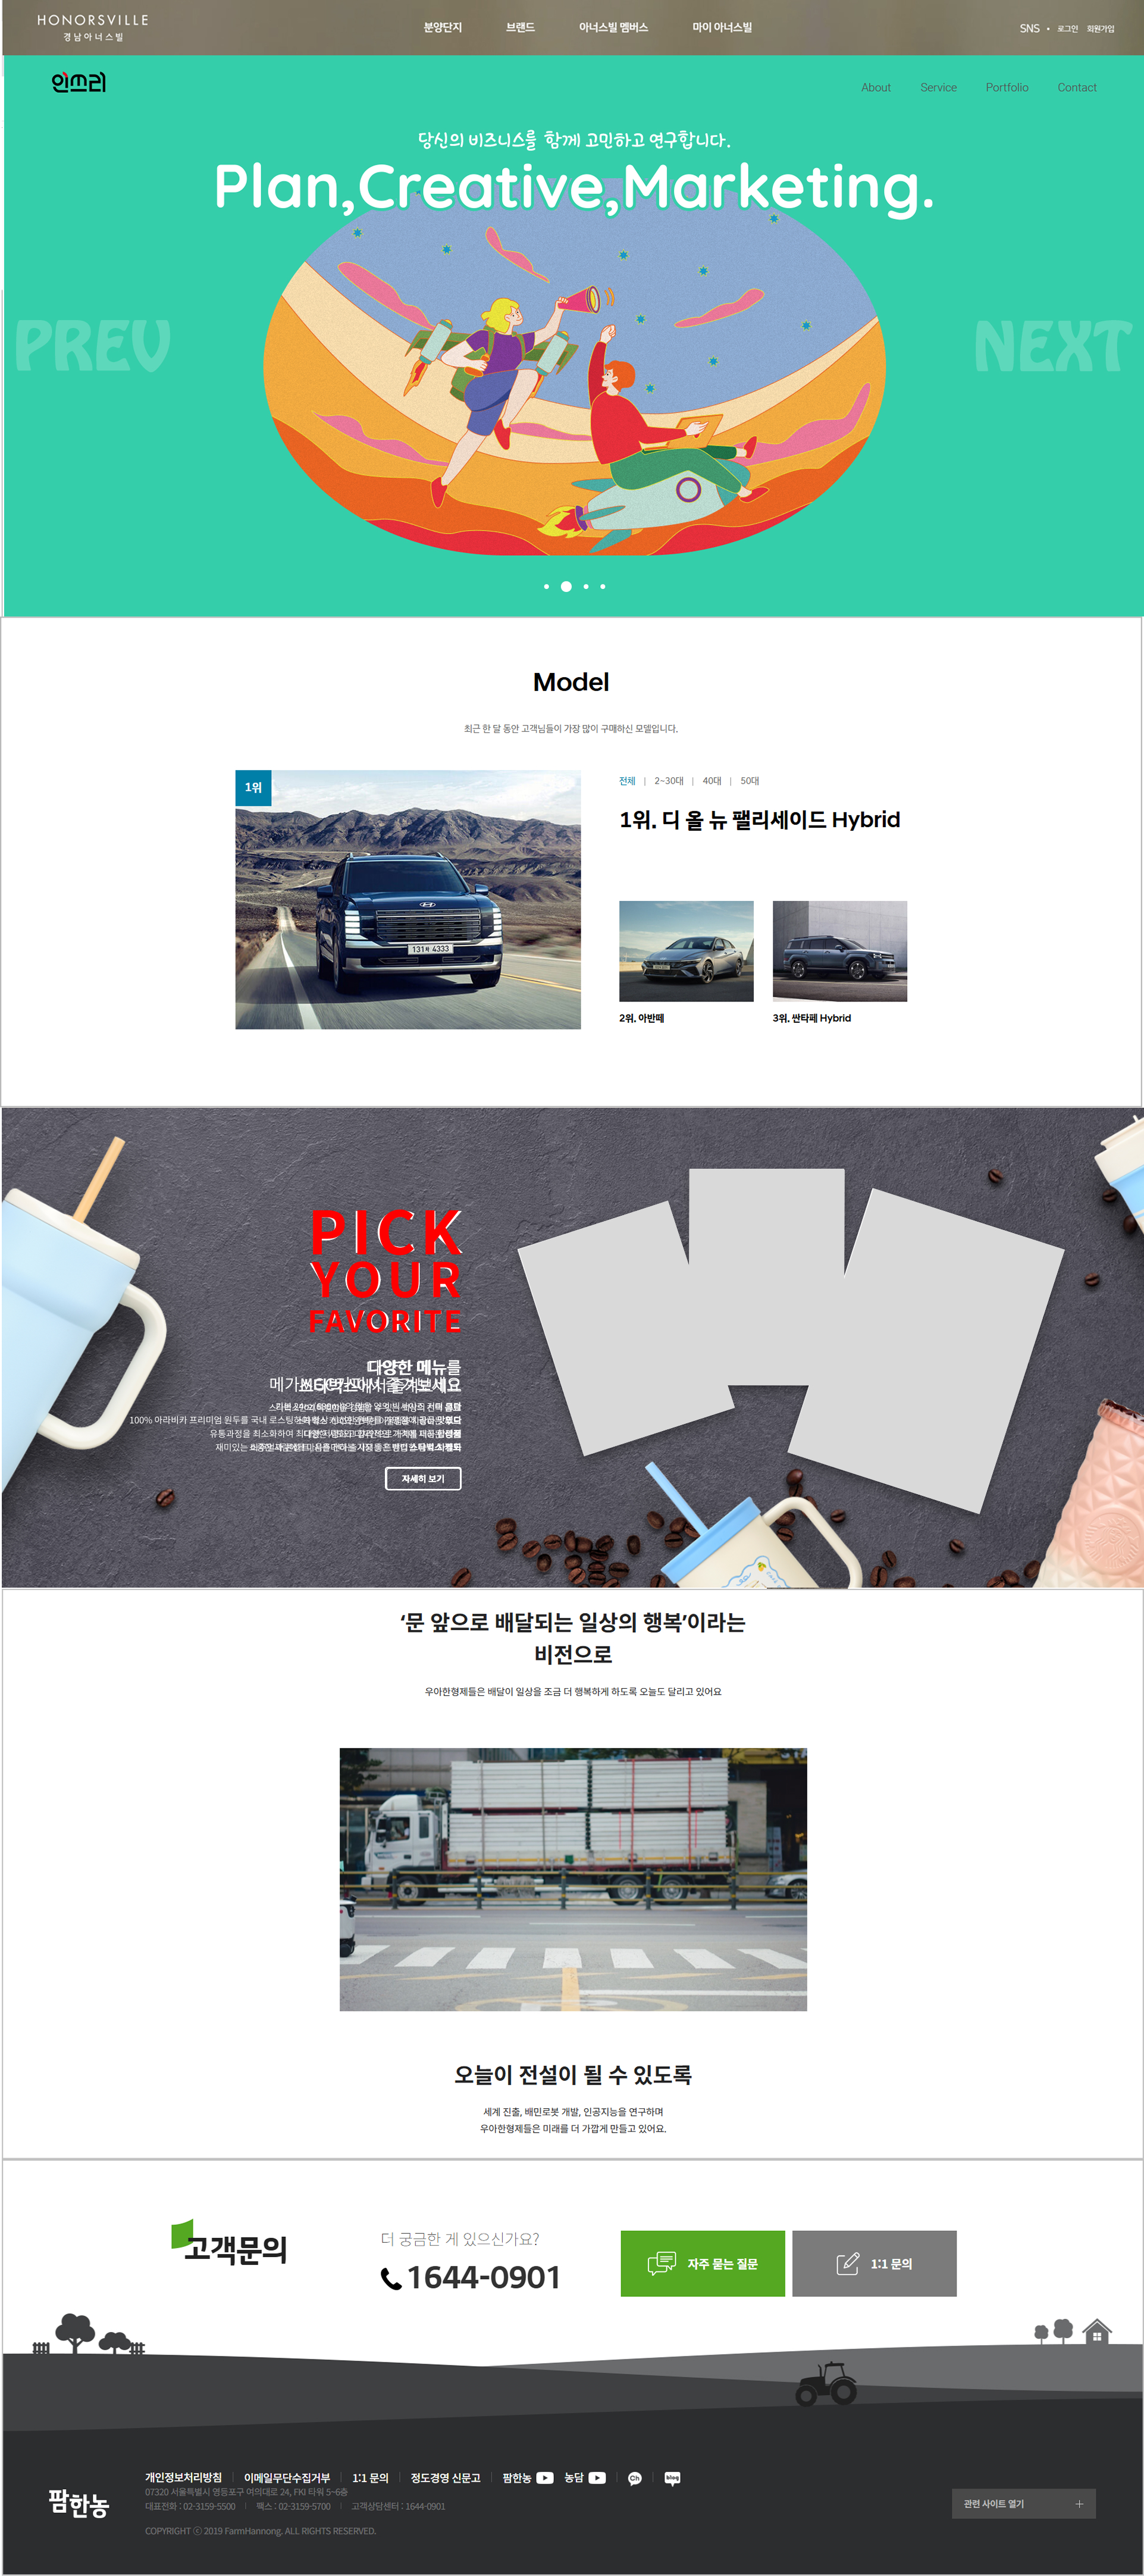 HONORSVILLE
경남아너스빌
분양단지
브랜드
아너스빌 멤버스
마이 아너스빌
SNS
로그인
회원가입
인쓰리
About
Service
Portfolio
Contact
당신의 비즈니스를 함께 고민하고 연구합니다.
Plan,Creative,Marketing.
PREV
NEXT
Model
최근 한 달 동안 고객님들이 가장 많이 구매하신 모델입니다.
1위
전체 | 2~30대 | 40대 | 50대
1위. 디 올 뉴 팰리세이드 Hybrid
131 4333
2위. 아반떼
3위. 싼타페 Hybrid
PICK
YOUR
FAVORITE
다양한 메뉴를
즐겨보세요
100% 아라비카 프리미엄 원두를 국내 로스팅
유통과정을 최소화하여
재미있는
자세히 보기
‘문 앞으로 배달되는 일상의 행복’이라는
비전으로
우아한형제들은 배달이 일상을 조금 더 행복하게 하도록 오늘도 달리고 있어요
오늘이 전설이 될 수 있도록
세계 진출, 배민로봇 개발, 인공지능을 연구하며
우아한형제들은 미래를 더 가깝게 만들고 있어요.
고객문의
더 궁금한 게 있으신가요?
1644-0901
자주 묻는 질문
1:1 문의
팜한농
개인정보처리방침 | 이메일무단수집거부 | 1:1 문의 | 정도경영 신문고 | 팜한농 농담 | Ch | blog
07320 서울특별시 영등포구 여의대로 24, FKI 타워 5~6층
대표전화 : 02-3159-5500 | 팩스 : 02-3159-5700 | 고객상담센터 : 1644-0901
COPYRIGHT ⓒ 2019 FarmHannong. ALL RIGHTS RESERVED.
관련 사이트 열기 +